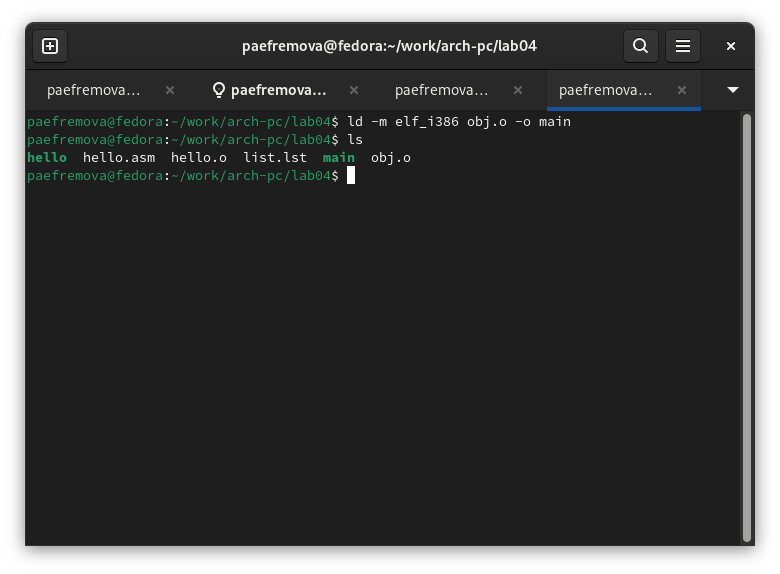 paefremova@fedora:~/work/arch-pc/lab04
paefremova... paefremova... paefremova... paefremova...
paefremova@fedora:~/work/arch-pc/lab04$ ld -m elf_i386 obj.o -o main
paefremova@fedora:~/work/arch-pc/lab04$ ls
hello hello.asm hello.o list.lst main obj.o
paefremova@fedora:~/work/arch-pc/lab04$